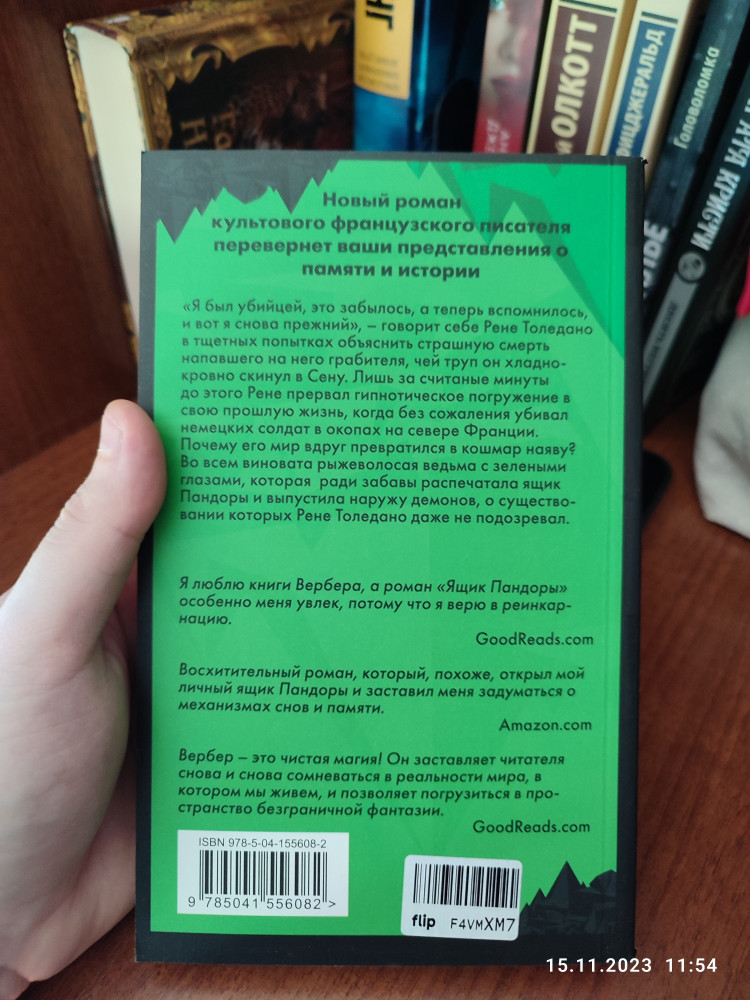 ОЛКОТТ
Головоломка
Новый роман
культового французского писателя
перевернет ваши представления о
памяти и истории
«Я был убийцей, это забылось, а теперь вспомнилось,
и вот я снова прежний», – говорит себе Рене Толедано
в тщетных попытках объяснить страшную смерть
напавшего на него грабителя, чей труп он хладно-
кровно скинул в Сену. Лишь за считаные минуты
до этого Рене прервал гипнотическое погружение в
свою прошлую жизнь, когда без сожаления убивал
немецких солдат в окопах на севере Франции.
Почему его мир вдруг превратился в кошмар наяву?
Во всем виновата рыжеволосая ведьма с зелеными
глазами, которая ради забавы распечатала ящик
Пандоры и выпустила наружу демонов, о существо-
вании которых Рене Толедано даже не подозревал.
Я люблю книги Вербера, а роман «Ящик Пандоры»
особенно меня увлек, потому что я верю в реинкар-
нацию.
GoodReads.com
Восхитительный роман, который, похоже, открыл мой
личный ящик Пандоры и заставил меня задуматься о
механизмах снов и памяти.
Amazon.com
Вербер – это чистая магия! Он заставляет читателя
снова и снова сомневаться в реальности мира, в
котором мы живем, и позволяет погрузиться в про-
странство безграничной фантазии.
GoodReads.com
ISBN 978-5-04-155608-2
9 785041 556082 >
flip F4VMXM7
15.11.2023 11:54